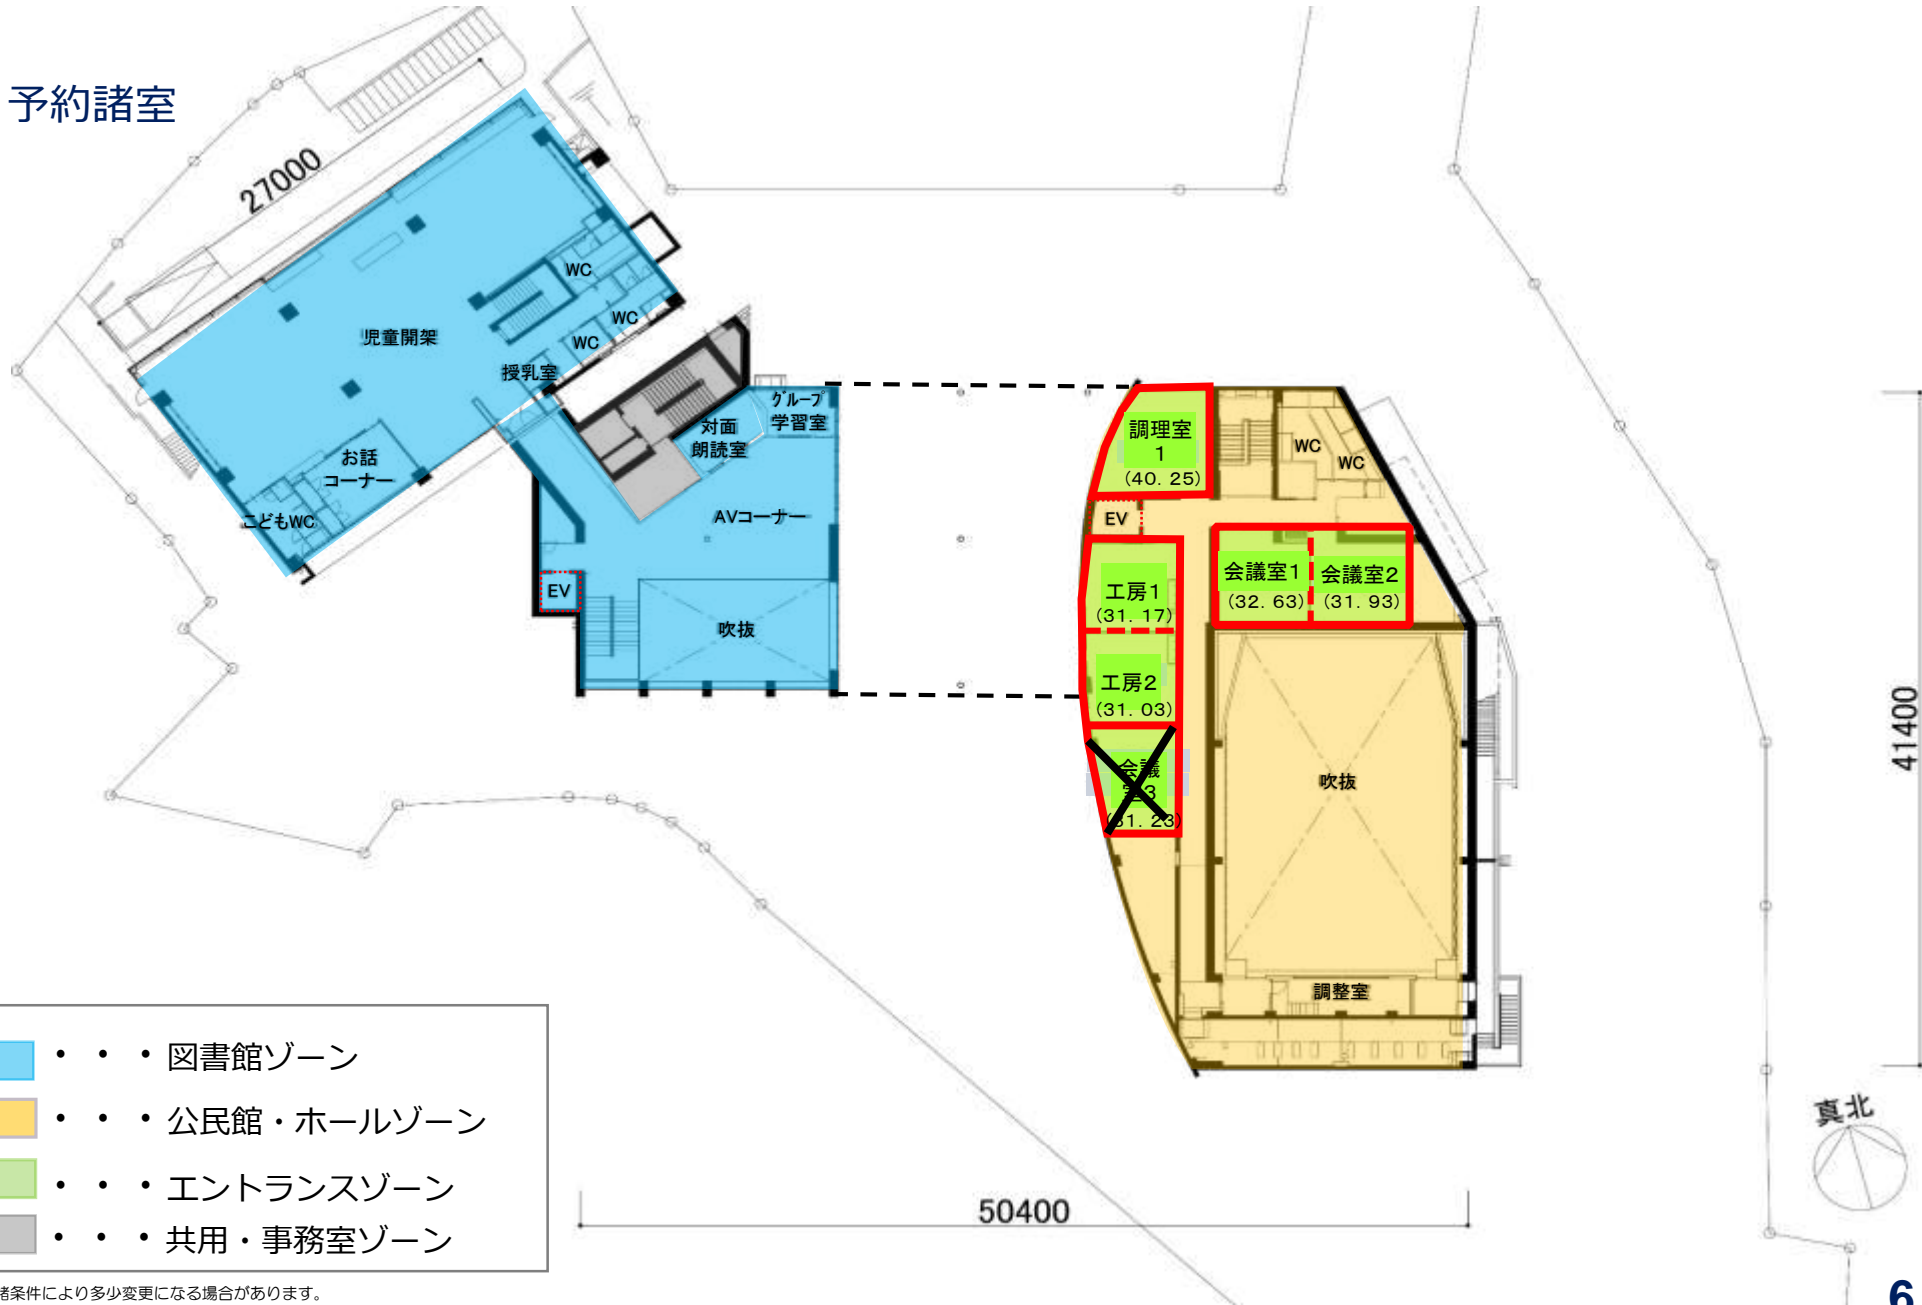 予約諸室
27000
WC
WC
WC
児童開架
授乳室
グループ
学習室
対面
朗読室
お話
コーナー
こどもWC
AVコーナー
EV
吹抜
調理室
1
(40. 25)
WC
WC
EV
会議室1
(32. 63)
会議室2
(31. 93)
工房1
(31. 17)
工房2
(31. 03)
会議
室3
(31. 23)
吹抜
調整室
41400
50400
真北
・・・図書館ゾーン
・・・公民館・ホールゾーン
・・・エントランスゾーン
・・・共用・事務室ゾーン
諸条件により多少変更になる場合があります。
6